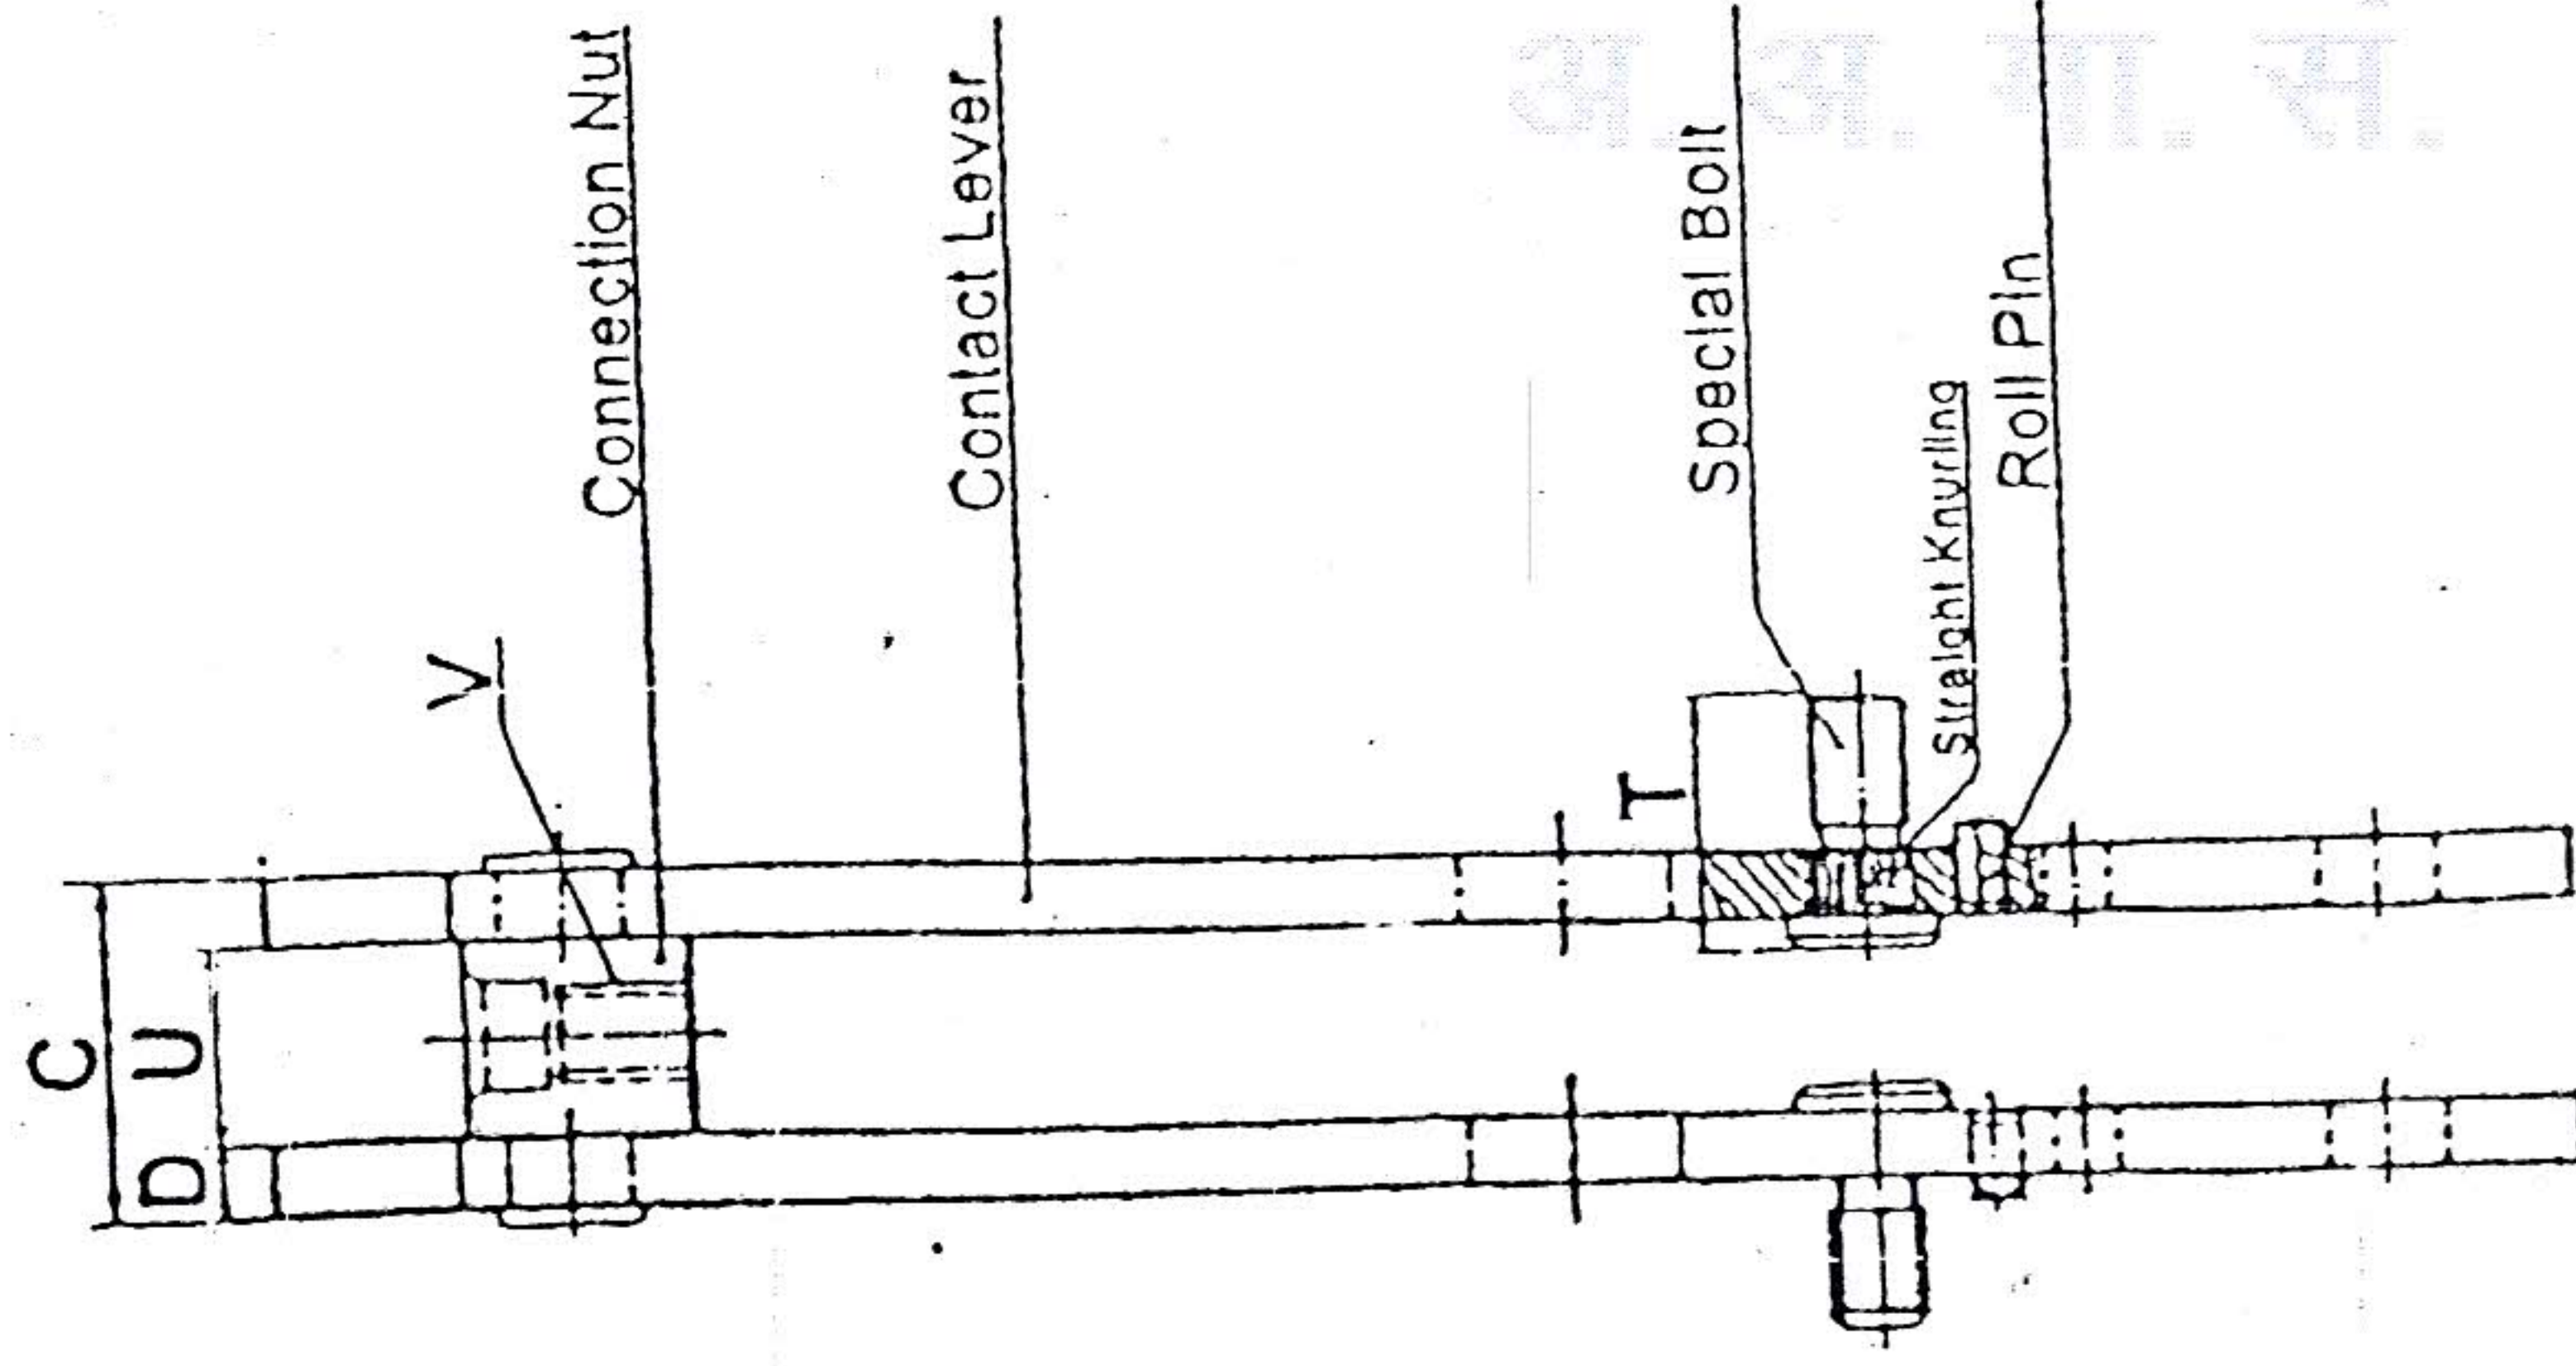 अ. अ. मा. सं.
Connection Nut
V
Contact Lever
Special Bolt
Straight Knurling
Roll Pin
T
C
U
D